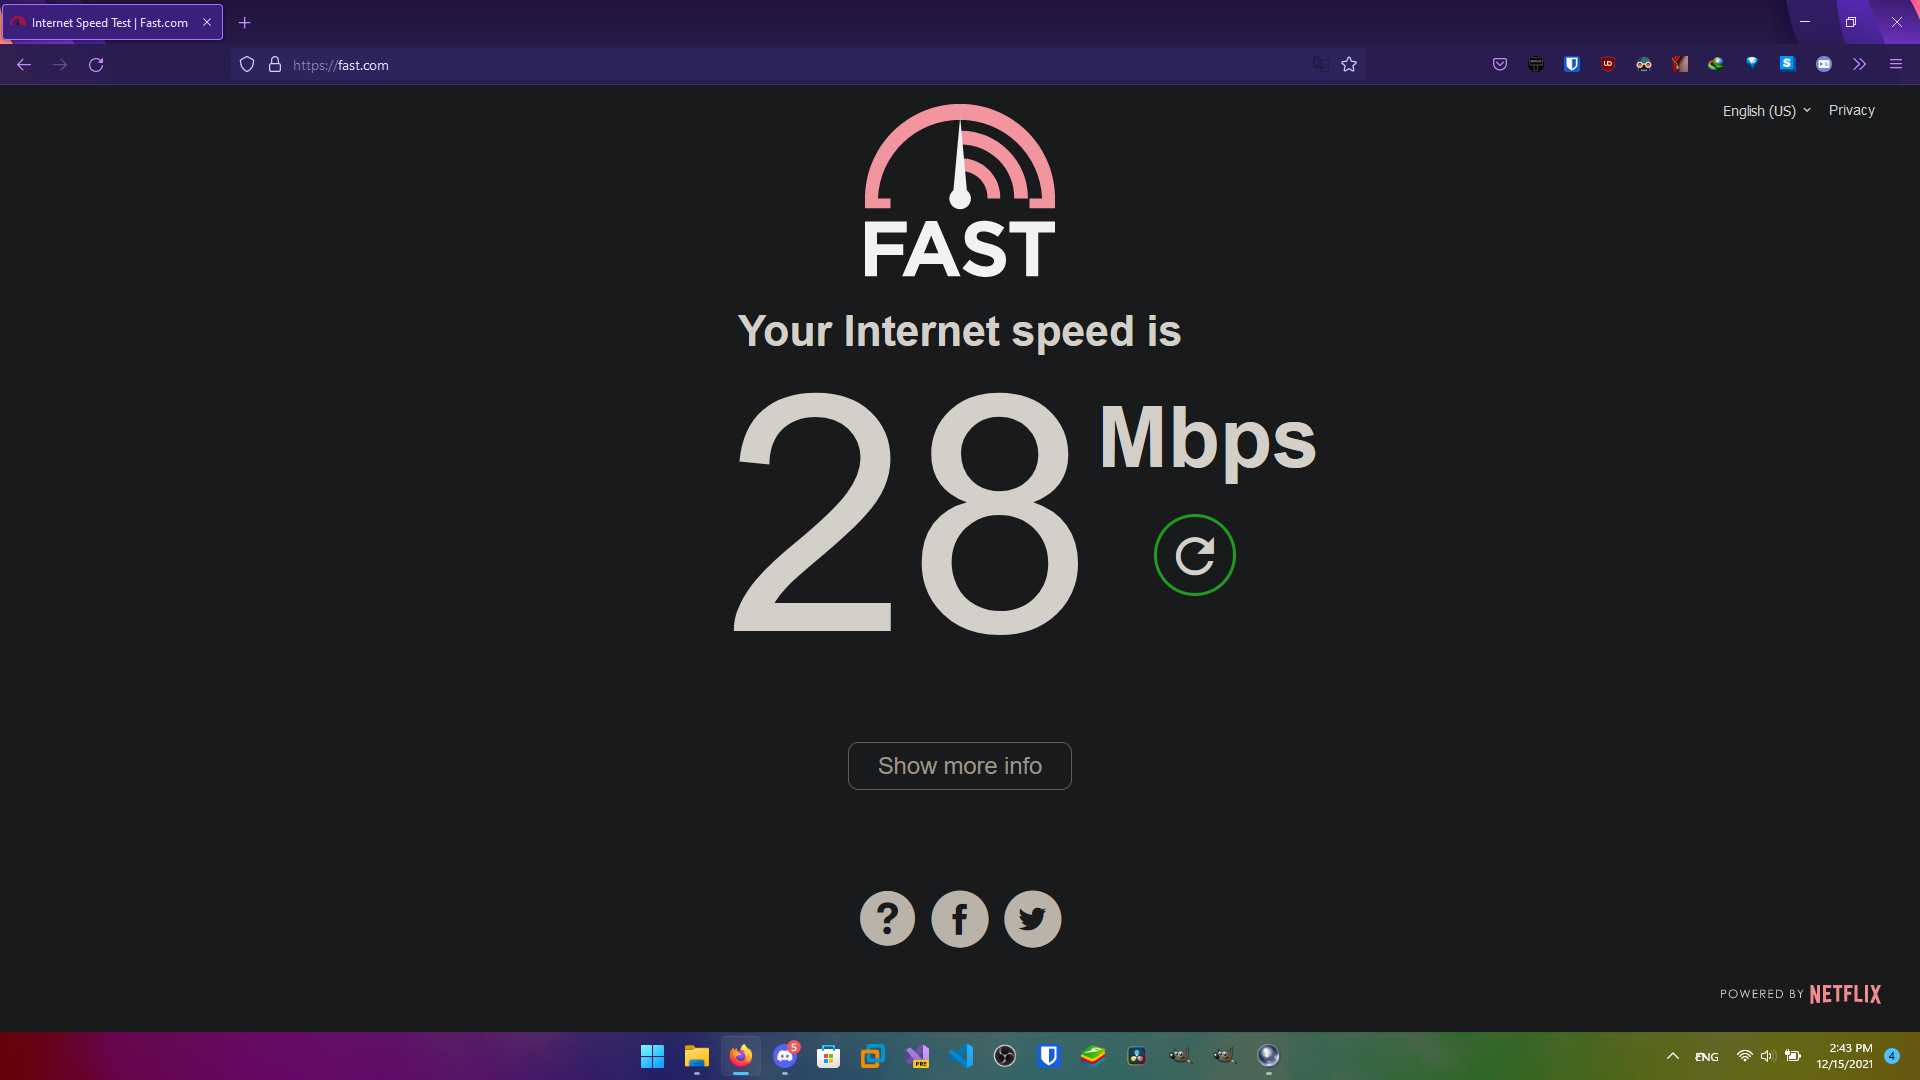 Internet Speed Test | Fast.com
https://fast.com
English (US)
Privacy
FAST
Your Internet speed is
28 Mbps
Show more info
POWERED BY NETFLIX
5
PRE
ENG
2:43 PM
12/15/2021
4